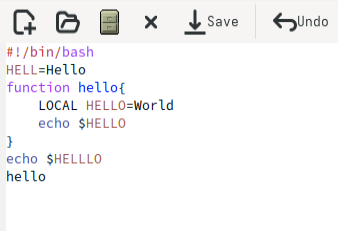 Save Undo
#!/bin/bash
HELL=Hello
function hello{
    LOCAL HELLO=World
    echo $HELLO
}
echo $HELLLO
hello